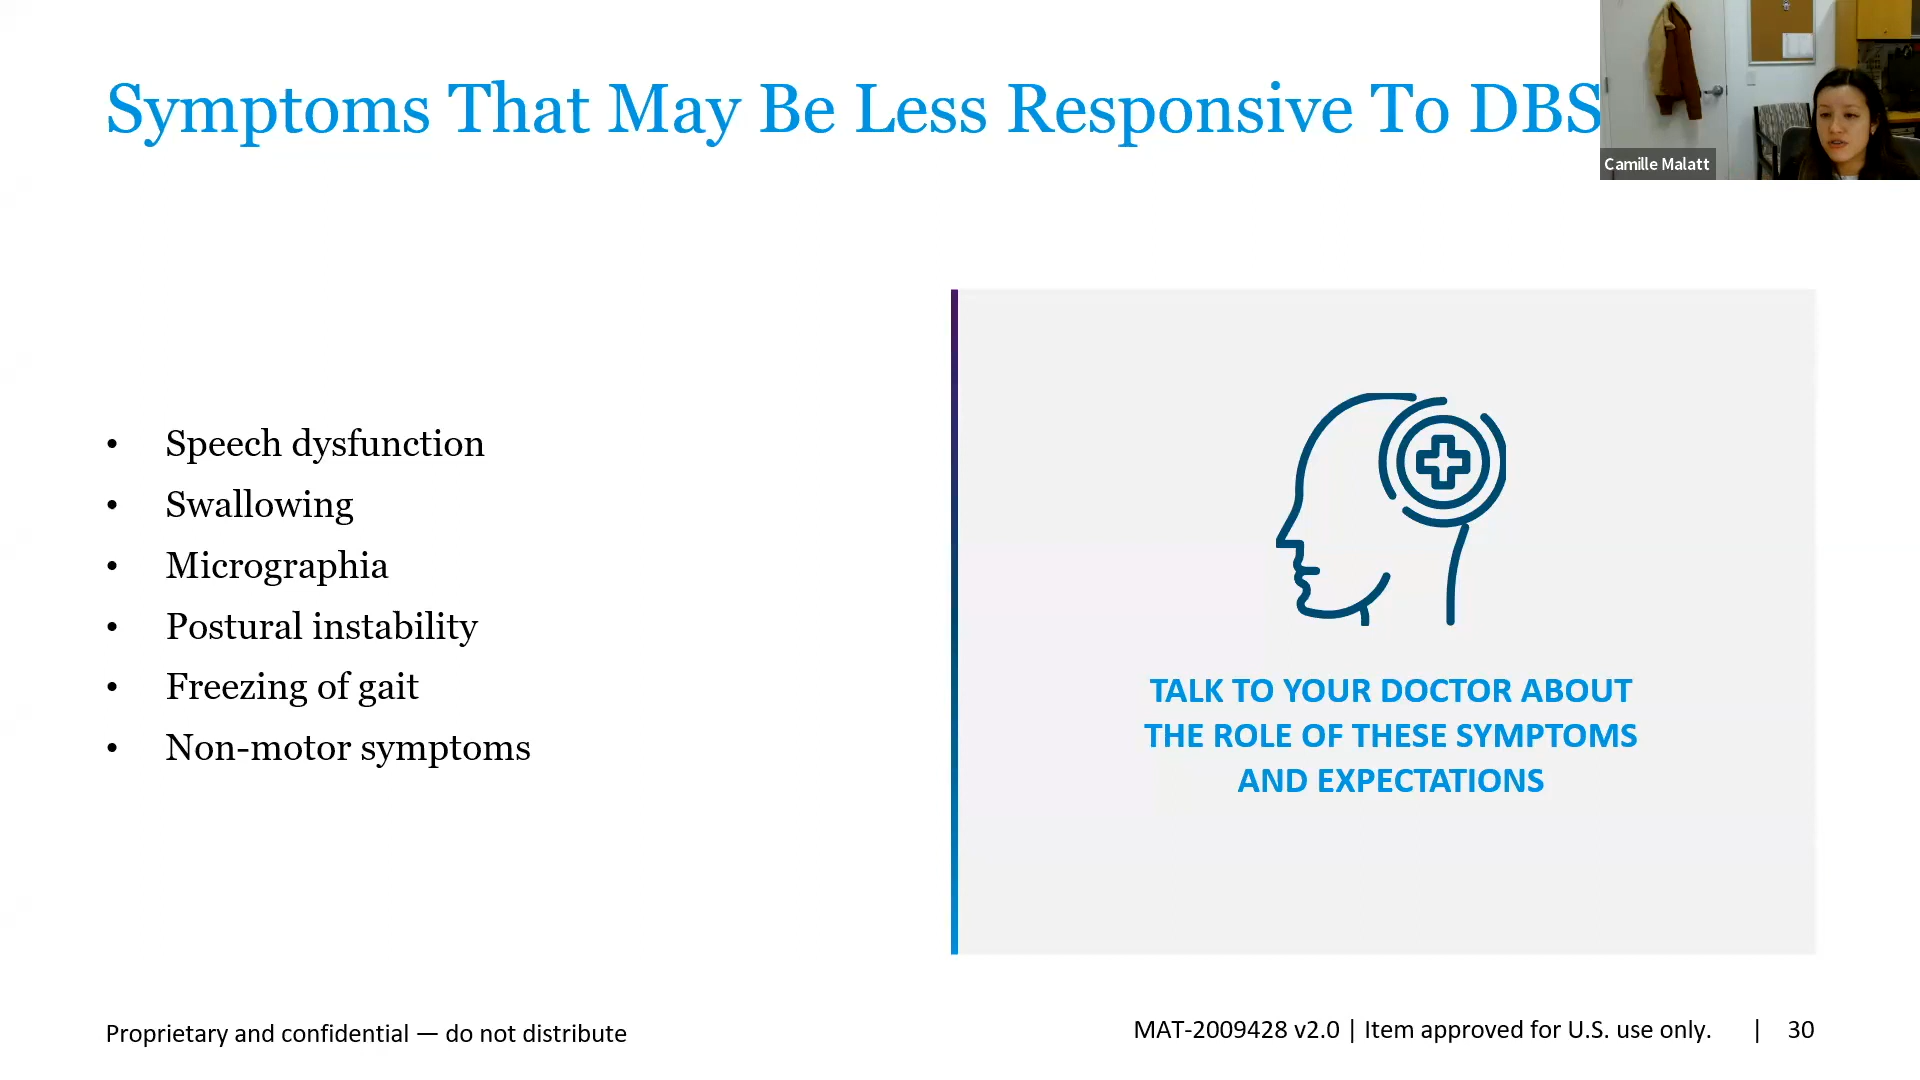 Symptoms That May Be Less Responsive To DBS
Camille Malatt
• Speech dysfunction
• Swallowing
• Micrographia
• Postural instability
• Freezing of gait
• Non-motor symptoms
TALK TO YOUR DOCTOR ABOUT
THE ROLE OF THESE SYMPTOMS
AND EXPECTATIONS
Proprietary and confidential — do not distribute
MAT-2009428 v2.0 | Item approved for U.S. use only. | 30